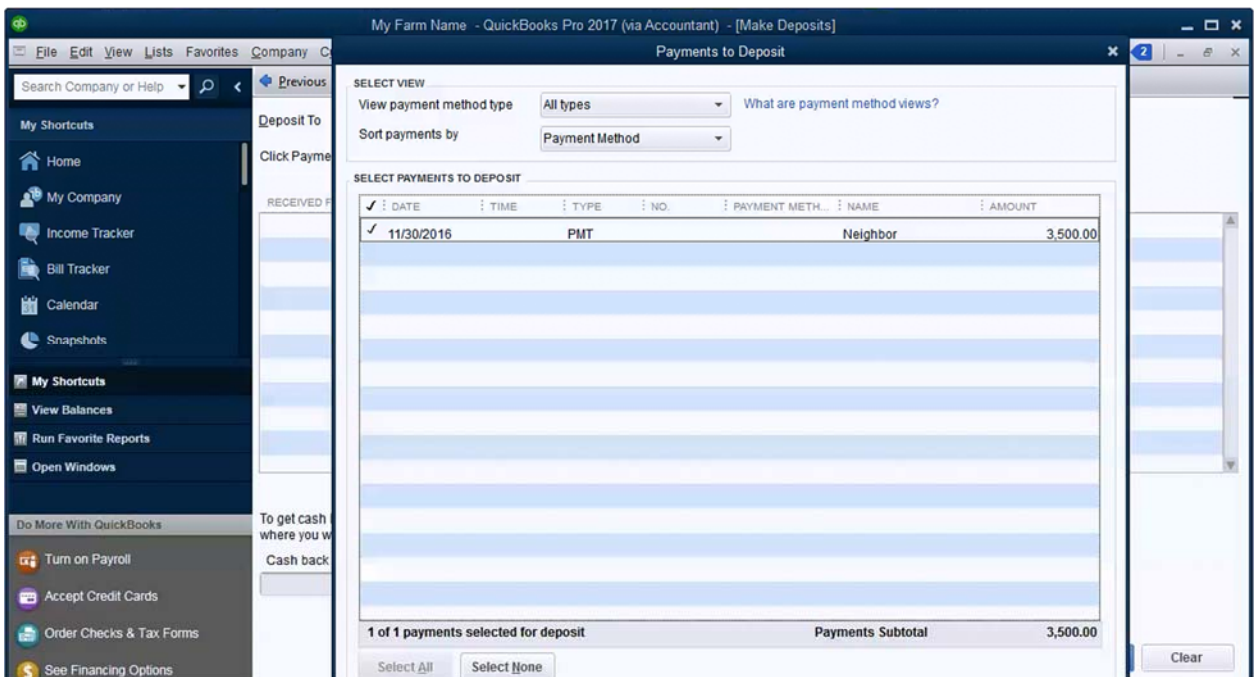 My Farm Name - QuickBooks Pro 2017 (via Accountant) - [Make Deposits]
File Edit View Lists Favorites Company
Payments to Deposit
2
Search Company or Help
Previous
My Shortcuts
Home
My Company
Income Tracker
Bill Tracker
Calendar
Snapshots
My Shortcuts
View Balances
Run Favorite Reports
Open Windows
Do More With QuickBooks
Turn on Payroll
Accept Credit Cards
Order Checks & Tax Forms
See Financing Options
Deposit To
Click Payme
RECEIVED F
To get cash
where you w
Cash back
SELECT VIEW
View payment method type All types What are payment method views?
Sort payments by Payment Method
SELECT PAYMENTS TO DEPOSIT
✓ DATE TIME TYPE NO. PAYMENT METH... NAME AMOUNT
✓ 11/30/2016 PMT Neighbor 3,500.00
1 of 1 payments selected for deposit Payments Subtotal 3,500.00
Select All Select None
Clear